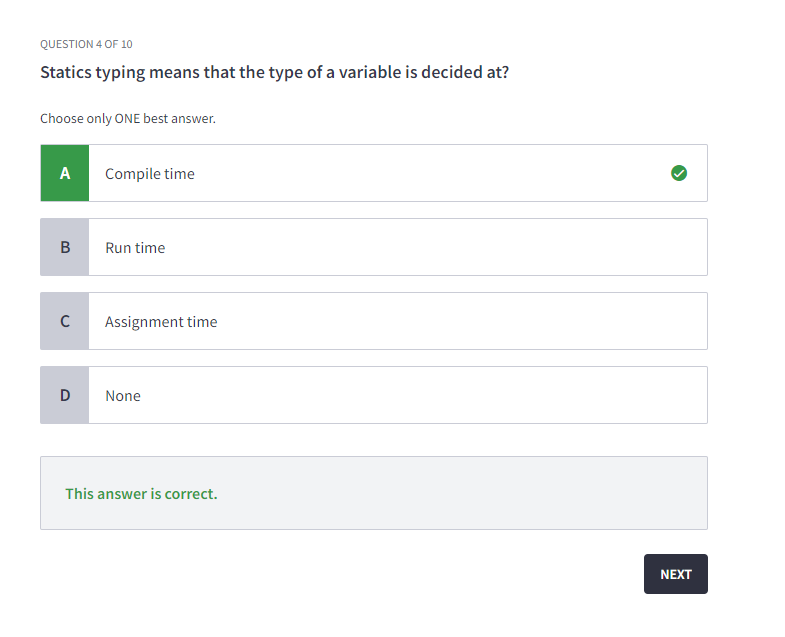 QUESTION 4 OF 10
Statics typing means that the type of a variable is decided at?
Choose only ONE best answer.
A Compile time
B Run time
C Assignment time
D None
This answer is correct.
NEXT